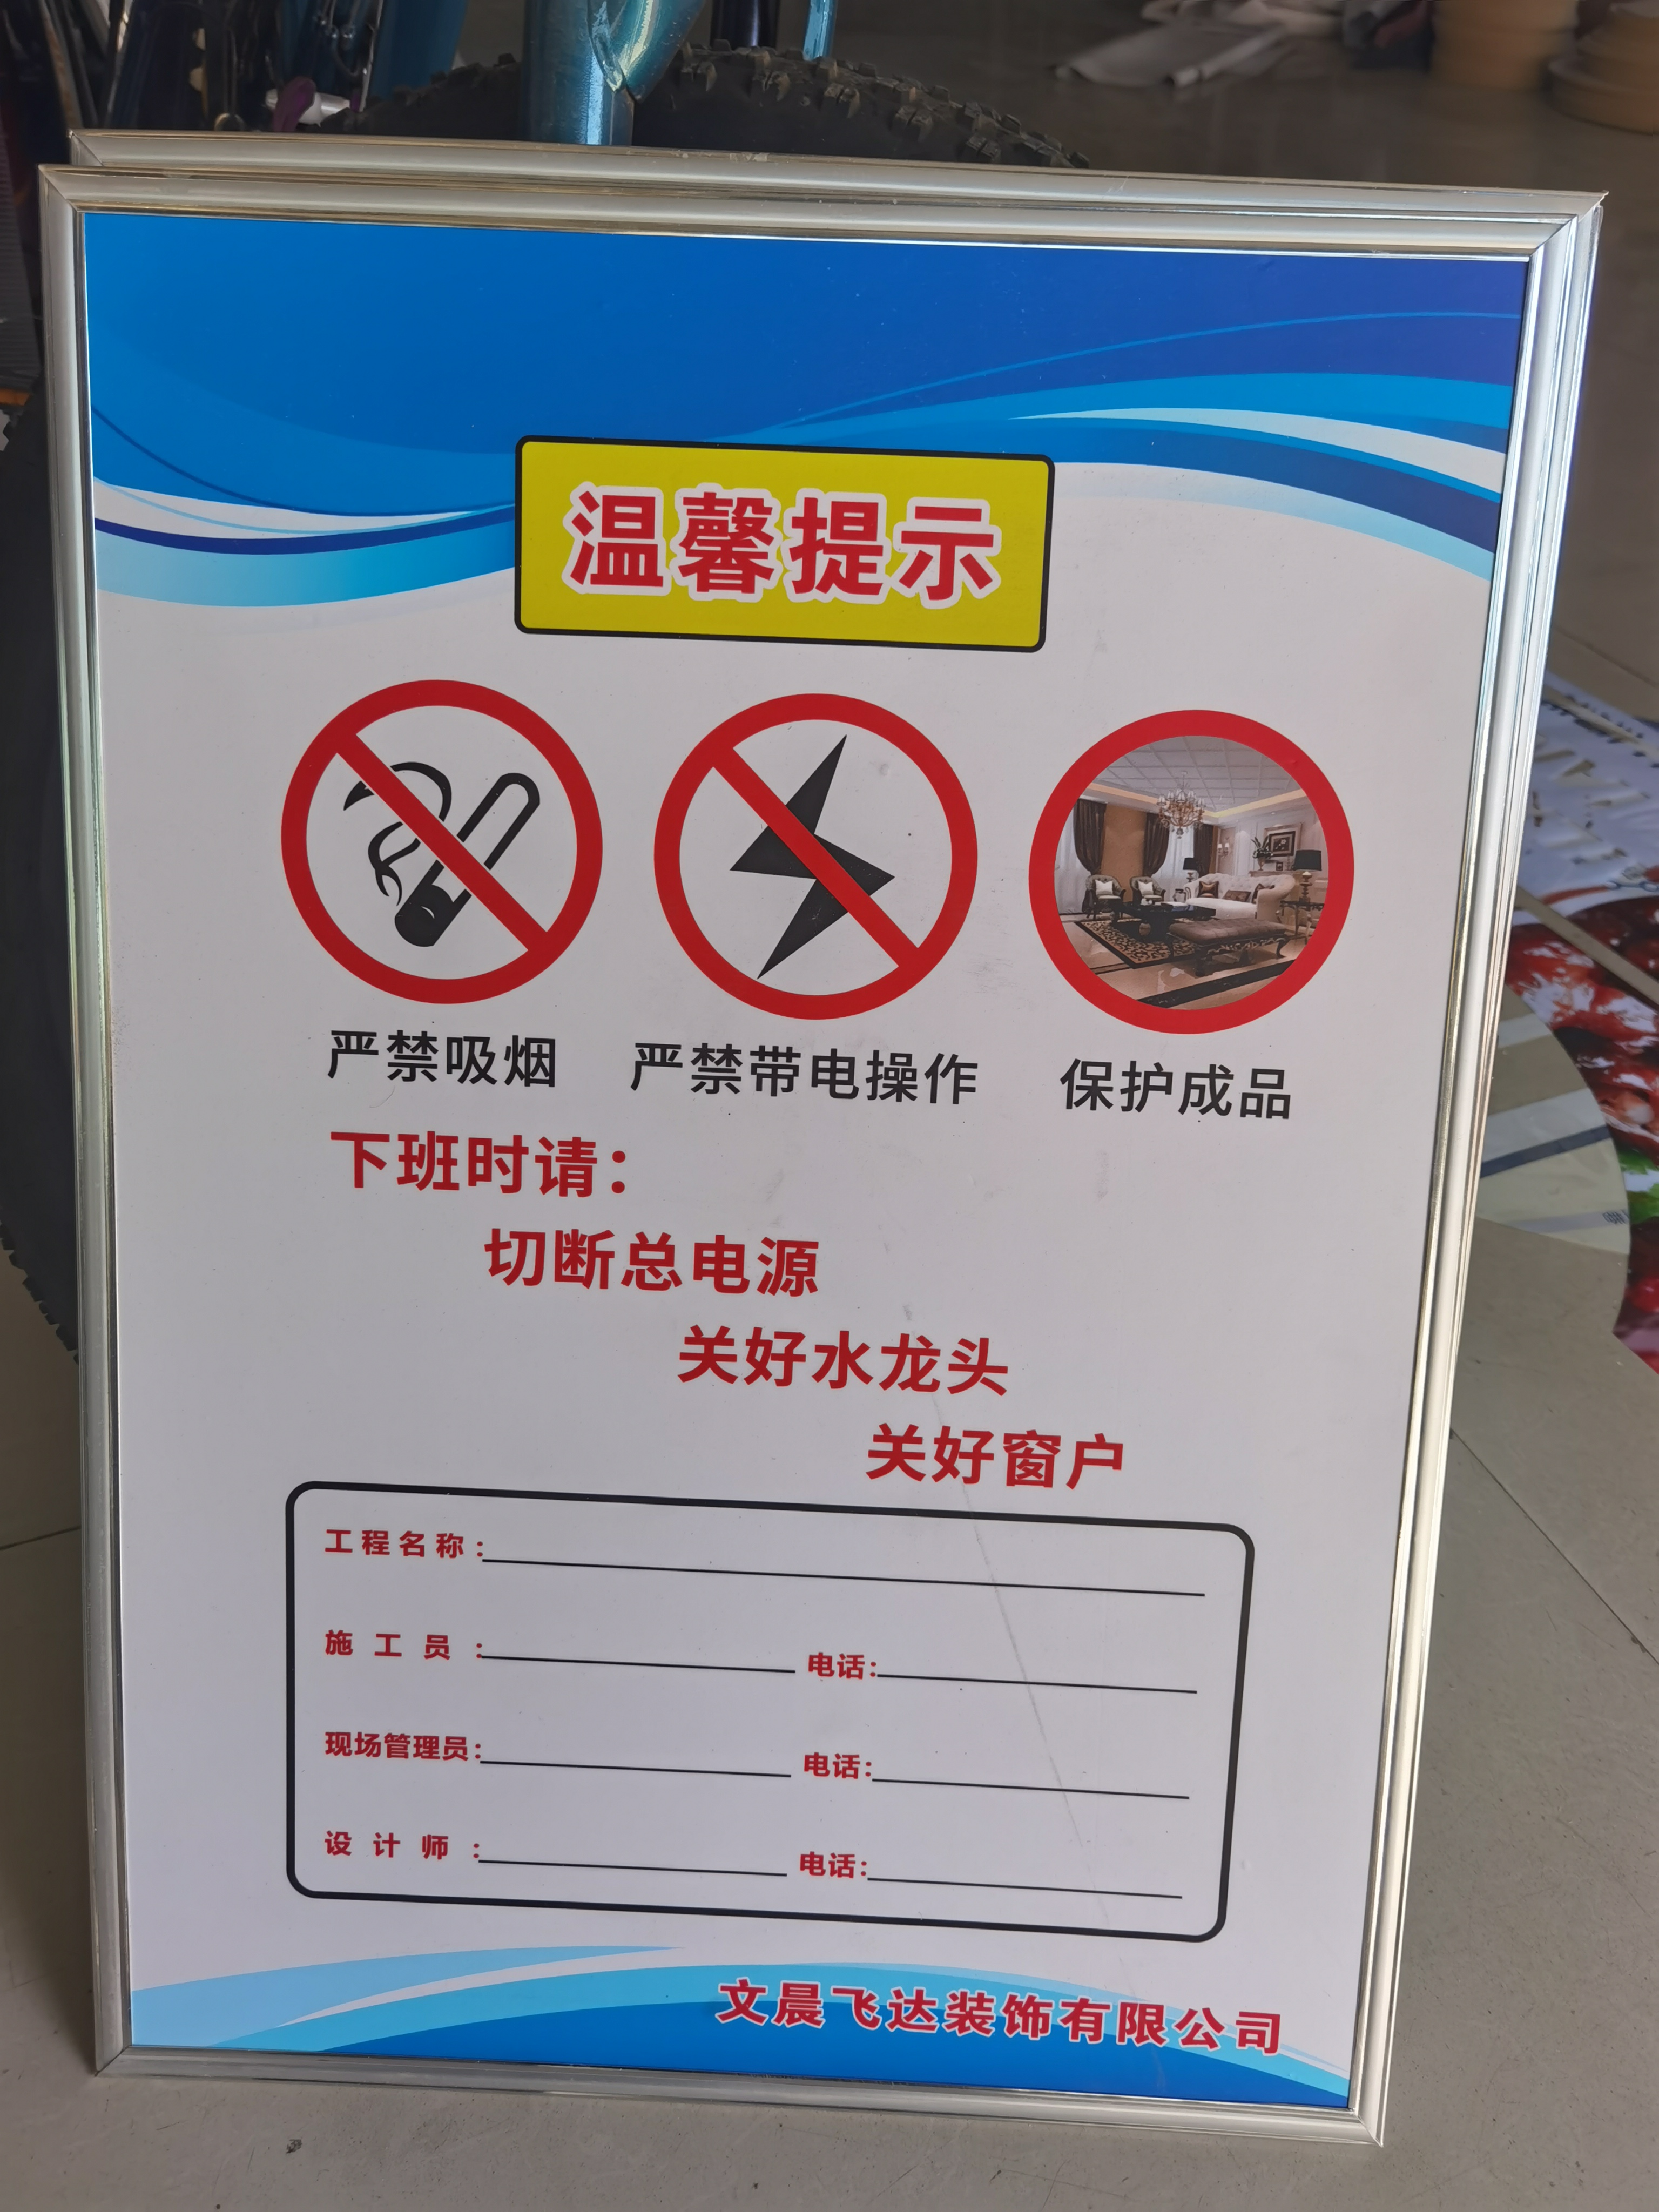 温馨提示
严禁吸烟 严禁带电操作 保护成品
下班时请：
切断总电源
关好水龙头
关好窗户
工程名称：
施工员： 电话：
现场管理员： 电话：
设计师： 电话：
文晨飞达装饰有限公司